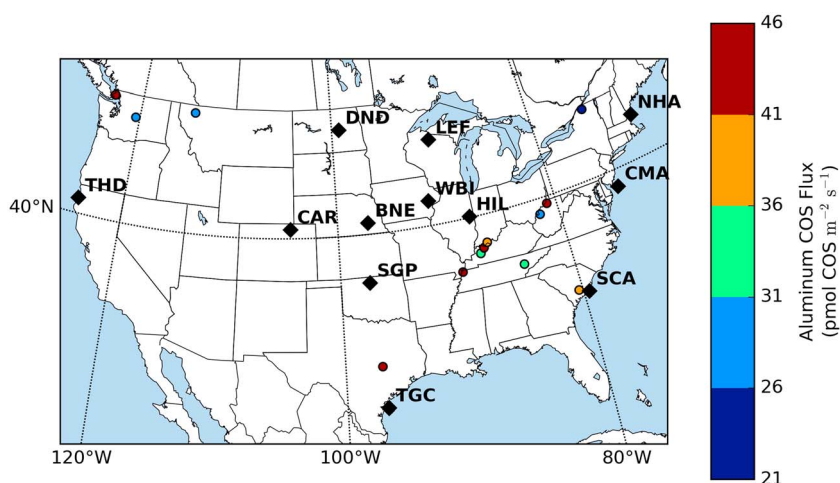 46
41
36
31
26
21
Aluminum COS Flux
(pmol COS m⁻² s⁻¹)
NHA
DND
LEF
CMA
THD
WBI
HIL
40°N
CAR
BNE
SGP
SCA
TGC
120°W
100°W
80°W